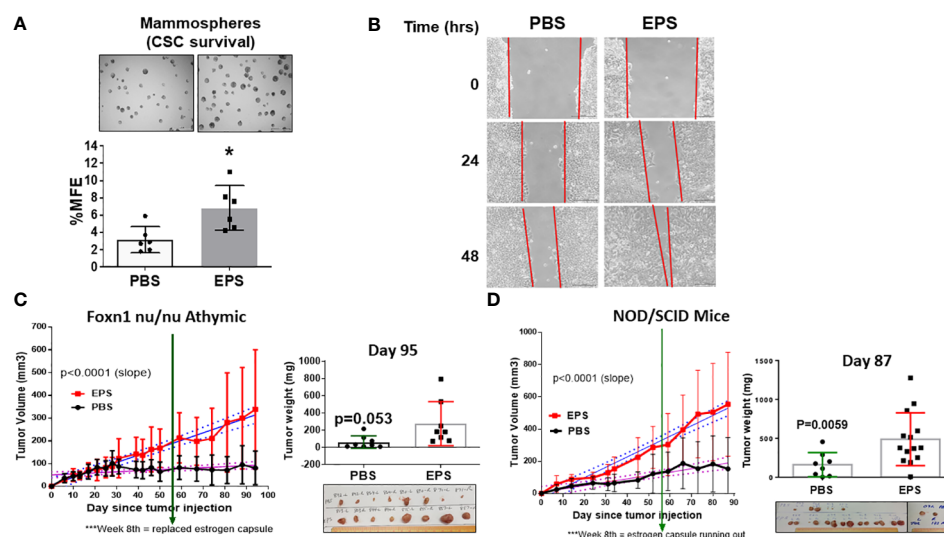 A
Mammospheres
(CSC survival)
14
12
10
8
6
4
2
0
%MFE
*
PBS
EPS
B
Time (hrs)
PBS
EPS
0
24
48
C
Foxn1 nu/nu Athymic
700
600
500
400
300
200
100
0
Tumor Volume (mm3)
p<0.0001 (slope)
EPS
PBS
0 10 20 30 40 50 60 70 80 90 100
Day since tumor injection
***Week 8th = replaced estrogen capsule
Day 95
1000
800
600
400
200
0
200
Tumor weight (mg)
p=0.053
PBS
EPS
D
NOD/SCID Mice
1000
800
600
400
200
0
Tumor Volume (mm3)
p<0.0001 (slope)
EPS
PBS
0 10 20 30 40 50 60 70 80 90
Day since tumor injection
***Week 8th = estrogen capsule running out
Day 87
1500
1000
500
0
Tumor weight (mg)
P=0.0059
PBS
EPS